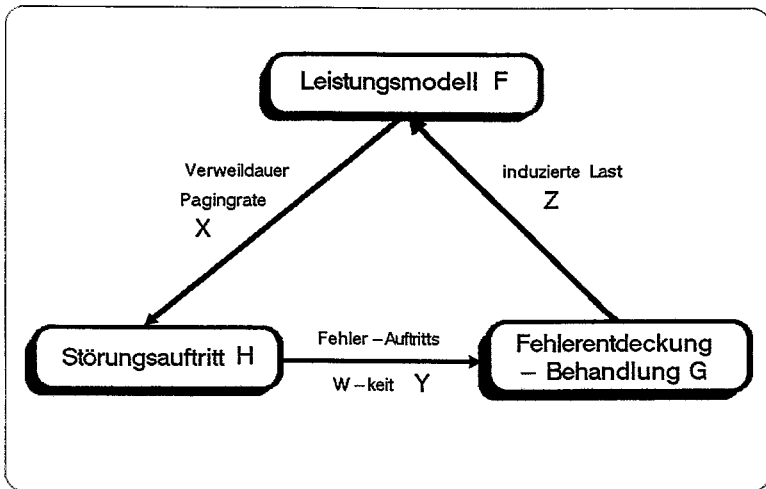 Leistungsmodell F
Verweildauer
Pagingrate
X
induzierte Last
Z
Störungsauftritt H
Fehler – Auftritts
W – keit Y
Fehlerentdeckung
– Behandlung G